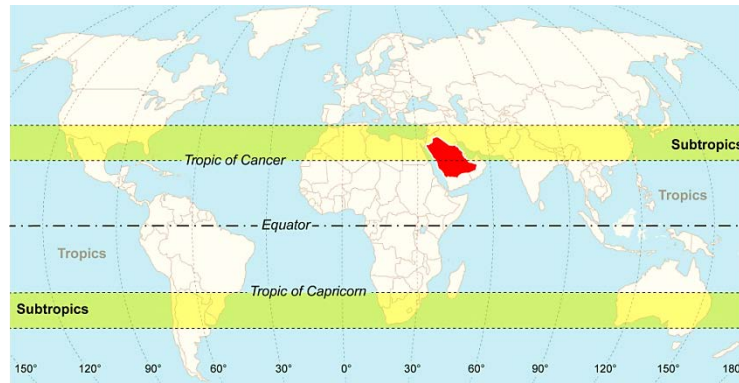 Subtropics
Tropic of Cancer
Tropics
Equator
Tropics
Tropic of Capricorn
Subtropics
150° 120° 90° 60° 30° 0° 30° 60° 90° 120° 150° 180